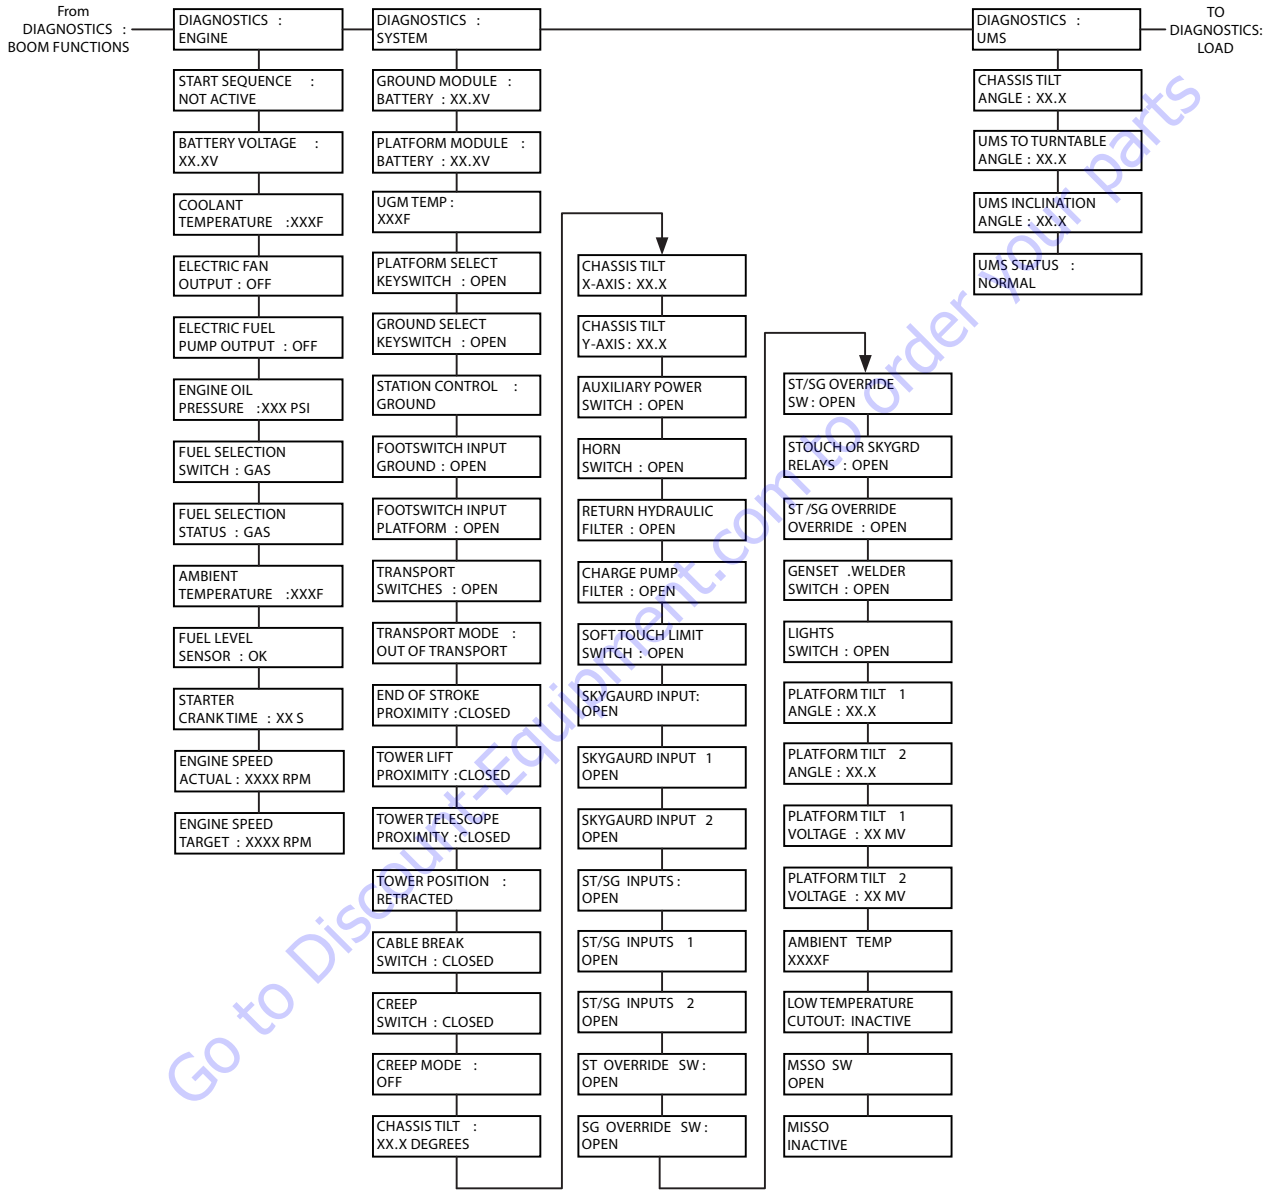 From
DIAGNOSTICS :
BOOM FUNCTIONS
DIAGNOSTICS :
ENGINE
START SEQUENCE :
NOT ACTIVE
BATTERY VOLTAGE :
XX.XV
COOLANT
TEMPERATURE :XXXF
ELECTRIC FAN
OUTPUT : OFF
ELECTRIC FUEL
PUMP OUTPUT : OFF
ENGINE OIL
PRESSURE :XXX PSI
FUEL SELECTION
SWITCH : GAS
FUEL SELECTION
STATUS : GAS
AMBIENT
TEMPERATURE :XXXF
FUEL LEVEL
SENSOR : OK
STARTER
CRANK TIME : XX S
ENGINE SPEED
ACTUAL : XXXX RPM
ENGINE SPEED
TARGET : XXXX RPM
DIAGNOSTICS :
SYSTEM
GROUND MODULE :
BATTERY : XX.XV
PLATFORM MODULE :
BATTERY : XX.XV
UGM TEMP :
XXXF
PLATFORM SELECT
KEYSWITCH : OPEN
GROUND SELECT
KEYSWITCH : OPEN
STATION CONTROL :
GROUND
FOOTSWITCH INPUT
GROUND : OPEN
FOOTSWITCH INPUT
PLATFORM : OPEN
TRANSPORT
SWITCHES : OPEN
TRANSPORT MODE :
OUT OF TRANSPORT
END OF STROKE
PROXIMITY :CLOSED
TOWER LIFT
PROXIMITY :CLOSED
TOWER TELESCOPE
PROXIMITY :CLOSED
TOWER POSITION :
RETRACTED
CABLE BREAK
SWITCH : CLOSED
CREEP
SWITCH : CLOSED
CREEP MODE :
OFF
CHASSIS TILT :
XX.X DEGREES
CHASSIS TILT
X-AXIS: XX.X
CHASSIS TILT
Y-AXIS: XX.X
AUXILIARY POWER
SWITCH : OPEN
HORN
SWITCH : OPEN
RETURN HYDRAULIC
FILTER : OPEN
CHARGE PUMP
FILTER : OPEN
SOFT TOUCH LIMIT
SWITCH : OPEN
SKYGAURD INPUT:
OPEN
SKYGAURD INPUT 1
OPEN
SKYGAURD INPUT 2
OPEN
ST/SG INPUTS :
OPEN
ST/SG INPUTS 1
OPEN
ST/SG INPUTS 2
OPEN
ST OVERRIDE SW :
OPEN
SG OVERRIDE SW :
OPEN
ST/SG OVERRIDE
SW : OPEN
STOUCH OR SKYGRD
RELAYS : OPEN
ST /SG OVERRIDE
OVERRIDE : OPEN
GENSET .WELDER
SWITCH : OPEN
LIGHTS
SWITCH : OPEN
PLATFORM TILT 1
ANGLE : XX.X
PLATFORM TILT 2
ANGLE : XX.X
PLATFORM TILT 1
VOLTAGE : XX MV
PLATFORM TILT 2
VOLTAGE : XX MV
AMBIENT TEMP
XXXXF
LOW TEMPERATURE
CUTOUT: INACTIVE
MSSO SW
OPEN
MISSO
INACTIVE
DIAGNOSTICS :
UMS
CHASSIS TILT
ANGLE : XX.X
UMS TO TURNTABLE
ANGLE : XX.X
UMS INCLINATION
ANGLE : XX.X
UMS STATUS :
NORMAL
TO
DIAGNOSTICS:
LOAD
Go to Discount-Equipment.com to order your parts